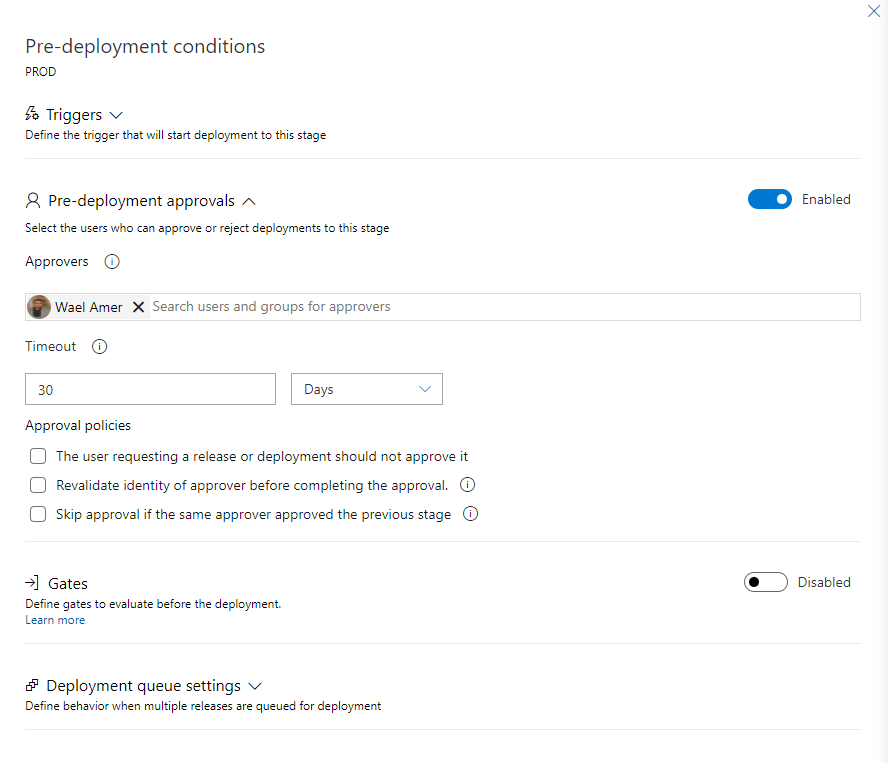 Pre-deployment conditions
PROD
Triggers
Define the trigger that will start deployment to this stage
Pre-deployment approvals
Enabled
Select the users who can approve or reject deployments to this stage
Approvers
Wael Amer Search users and groups for approvers
Timeout
30 Days
Approval policies
The user requesting a release or deployment should not approve it
Revalidate identity of approver before completing the approval.
Skip approval if the same approver approved the previous stage
Gates
Disabled
Define gates to evaluate before the deployment.
Learn more
Deployment queue settings
Define behavior when multiple releases are queued for deployment